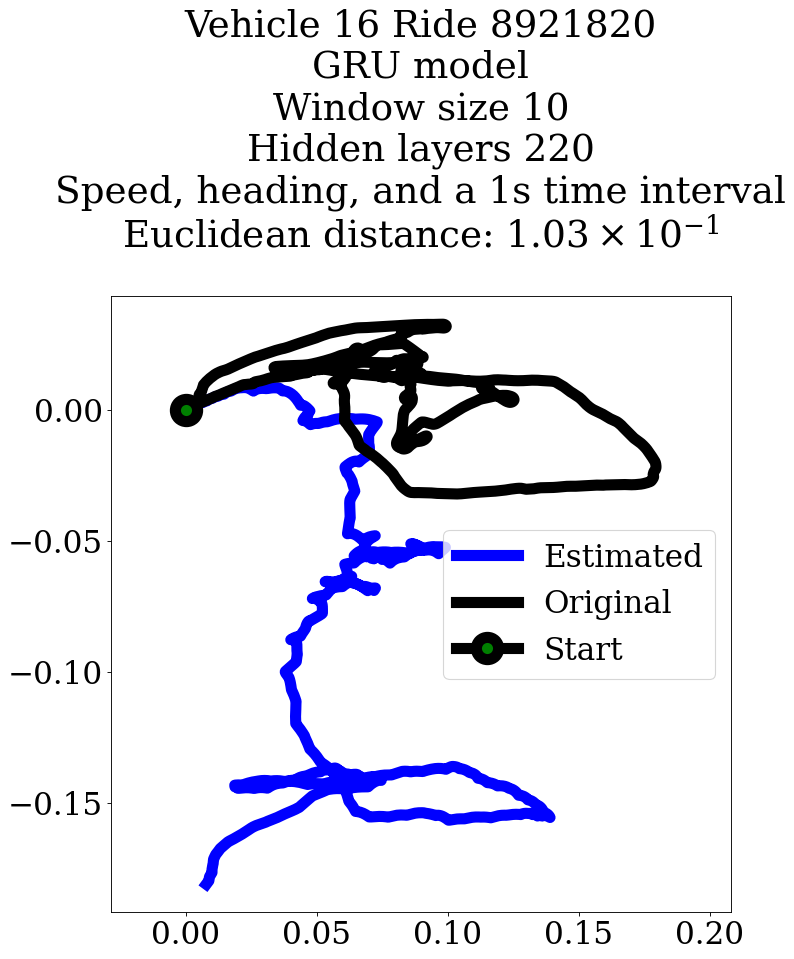 Vehicle 16 Ride 8921820
GRU model
Window size 10
Hidden layers 220
Speed, heading, and a 1s time interval
Euclidean distance: 1.03 × 10⁻¹
0.00
−0.05
−0.10
−0.15
Estimated
Original
Start
0.00 0.05 0.10 0.15 0.20